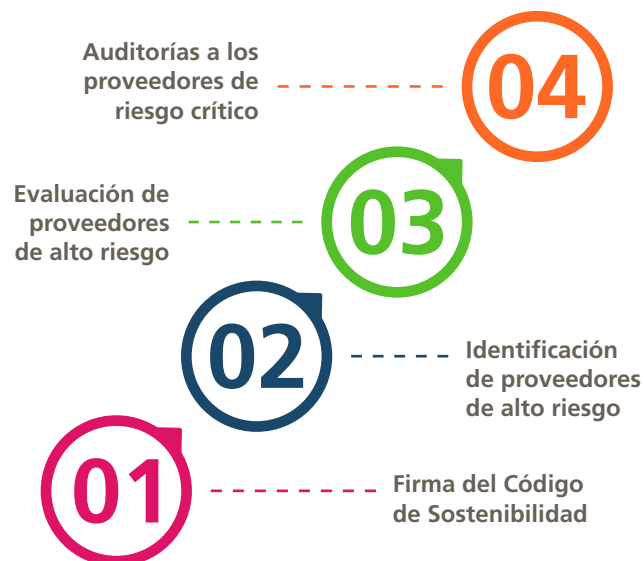 Auditorías a los
proveedores de
riesgo crítico
04
Evaluación de
proveedores
de alto riesgo
03
02
Identificación
de proveedores
de alto riesgo
01
Firma del Código
de Sostenibilidad